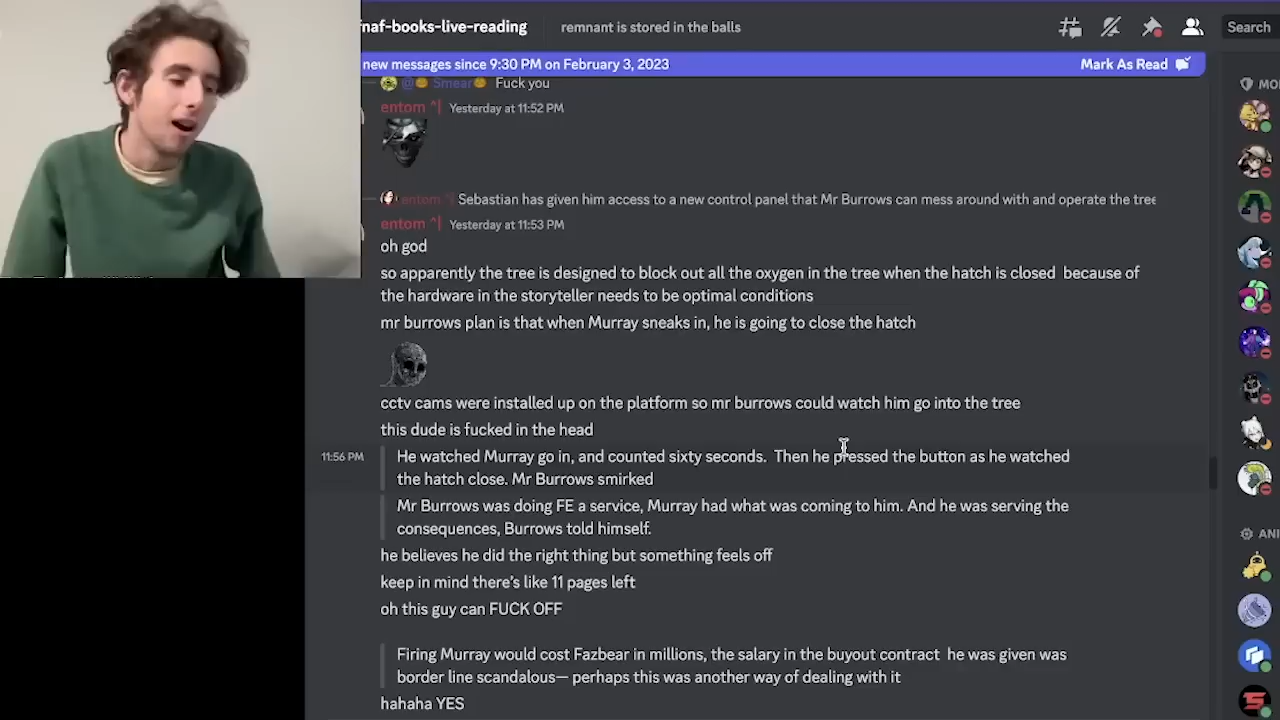 fnaf-books-live-reading
remnant is stored in the balls
Search
new messages since 9:30 PM on February 3, 2023
Mark As Read
@ Smear Fuck you
entom ^| Yesterday at 11:52 PM
entom ^| Sebastian has given him access to a new control panel that Mr Burrows can mess around with and operate the tree
entom ^| Yesterday at 11:53 PM
oh god
so apparently the tree is designed to block out all the oxygen in the tree when the hatch is closed because of
the hardware in the storyteller needs to be optimal conditions
mr burrows plan is that when Murray sneaks in, he is going to close the hatch
cctv cams were installed up on the platform so mr burrows could watch him go into the tree
this dude is fucked in the head
11:56 PM
He watched Murray go in, and counted sixty seconds. Then he pressed the button as he watched
the hatch close. Mr Burrows smirked
Mr Burrows was doing FE a service, Murray had what was coming to him. And he was serving the
consequences, Burrows told himself.
he believes he did the right thing but something feels off
keep in mind there's like 11 pages left
oh this guy can FUCK OFF
Firing Murray would cost Fazbear in millions, the salary in the buyout contract he was given was
border line scandalous— perhaps this was another way of dealing with it
hahaha YES
MO
ANI